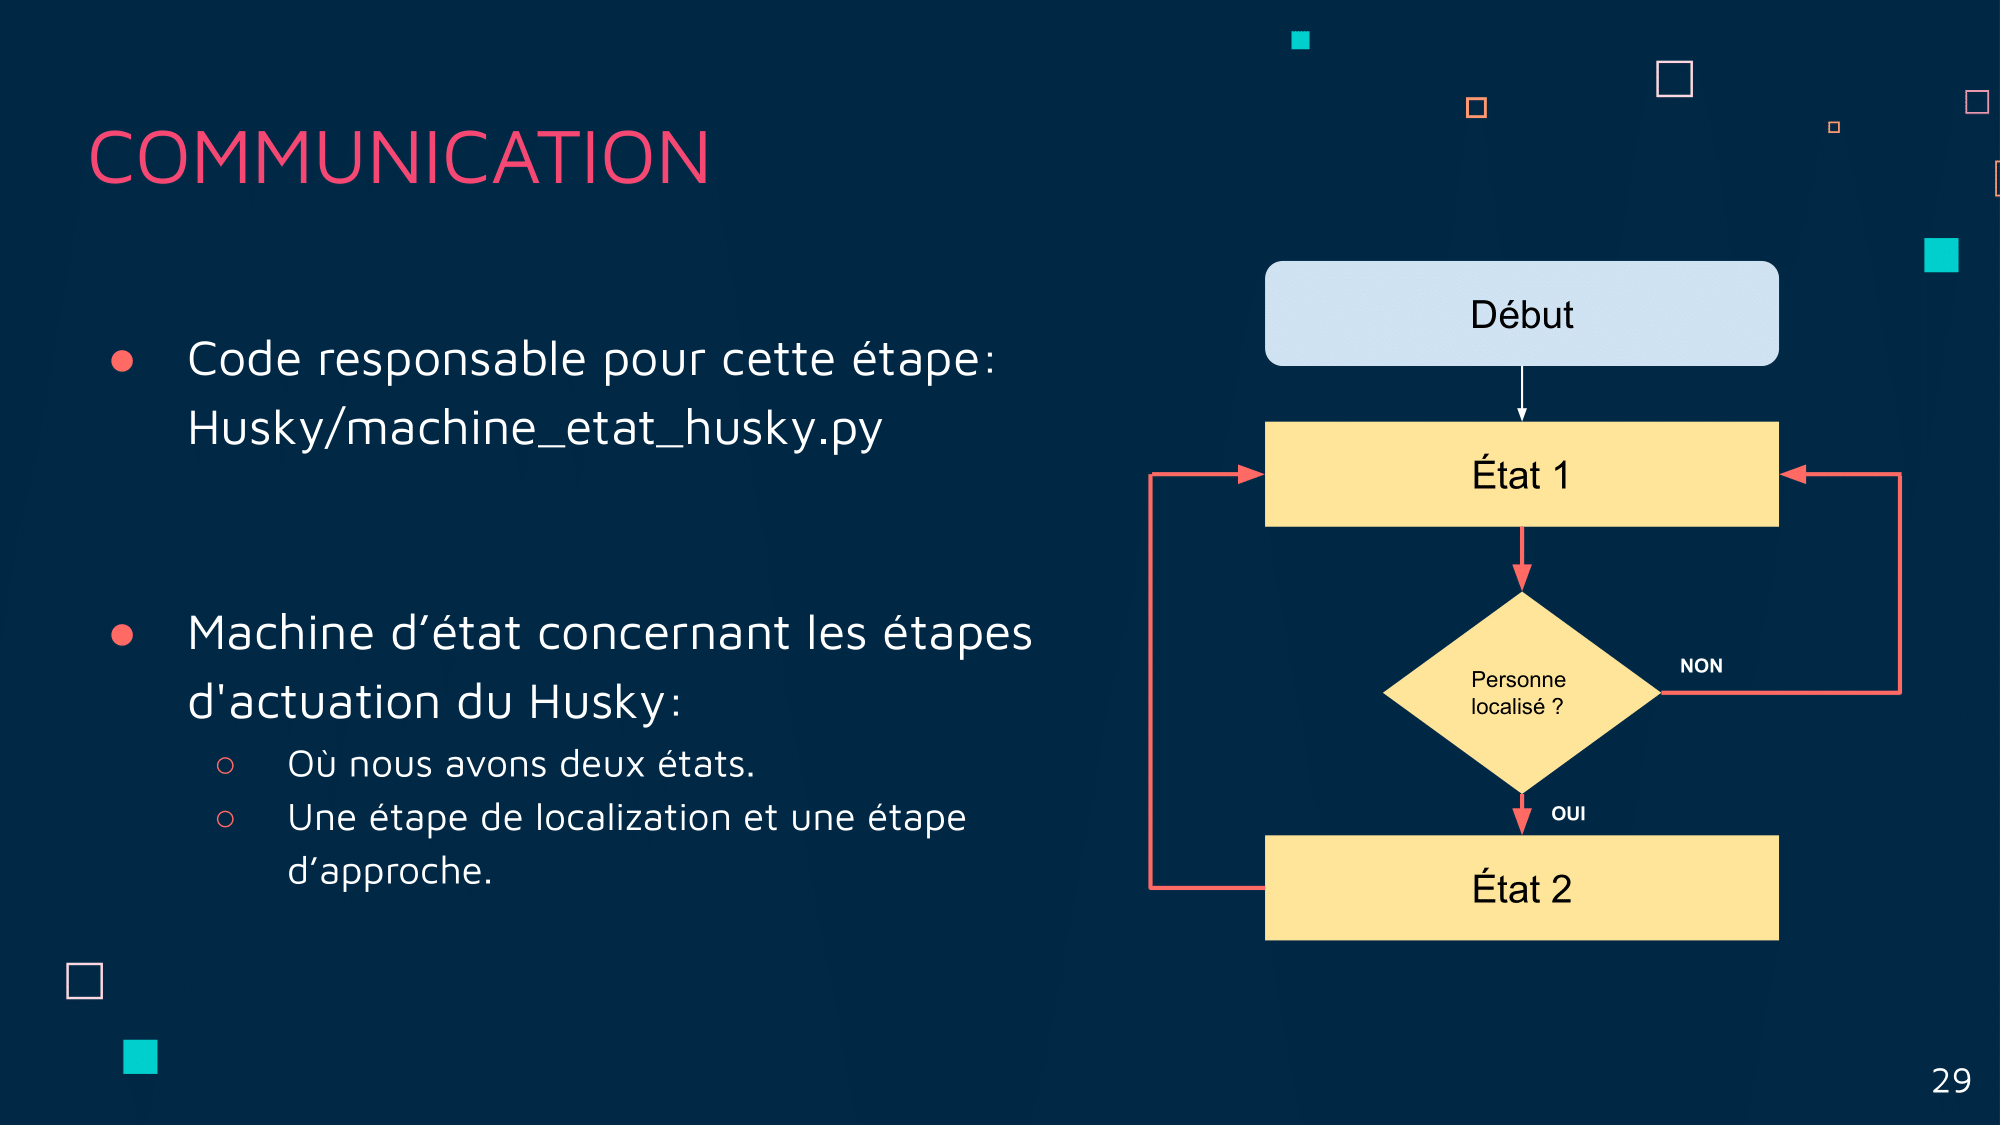 COMMUNICATION
● Code responsable pour cette étape:
Husky/machine_etat_husky.py
● Machine d’état concernant les étapes
d'actuation du Husky:
○ Où nous avons deux états.
○ Une étape de localization et une étape
d’approche.
Début
État 1
Personne
localisé ?
NON
OUI
État 2
29